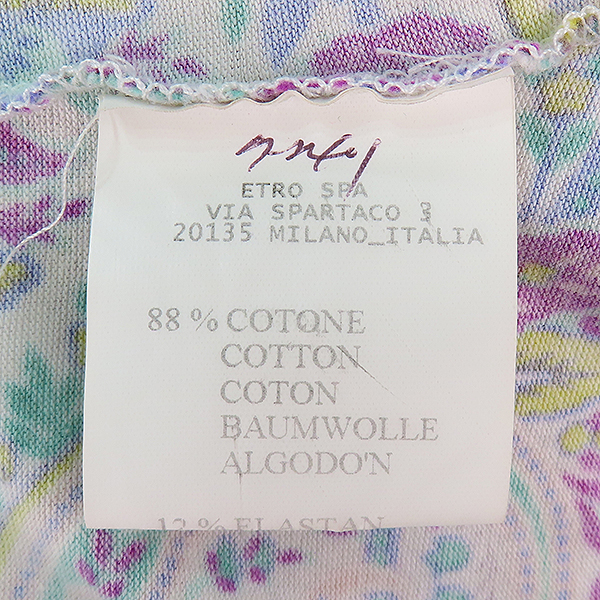 ETRO SPA
VIA SPARTACO 3
20135 MILANO_ITALIA
88 % COTONE
COTTON
COTON
BAUMWOLLE
ALGODO'N
12 % ELASTAN